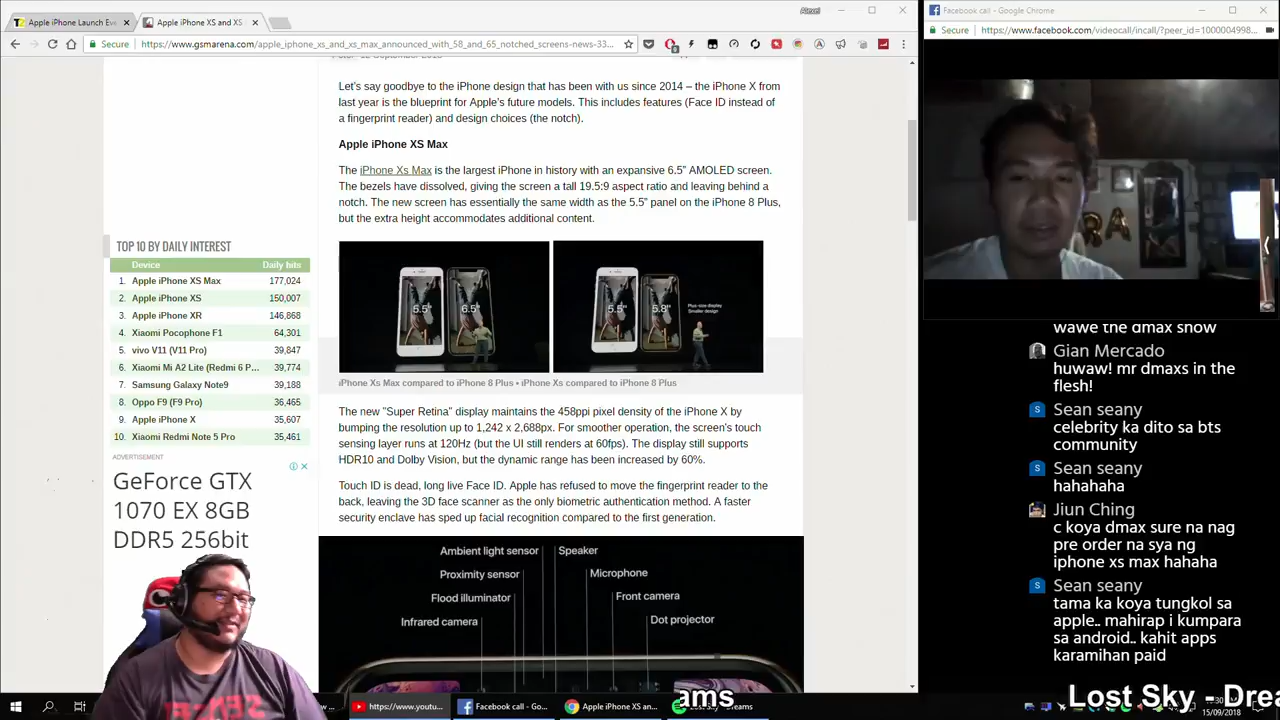 Apple iPhone Launch Eve
Apple iPhone XS and XS
Facebook call - Google Chrome
Secure
https://www.gsmarena.com/apple_iphone_xs_and_xs_max_announced_with_58_and_65_notched_screens-news-33...
Secure
https://www.facebook.com/videocall/incall/?peer_id=1000004998...
Let's say goodbye to the iPhone design that has been with us since 2014 – the iPhone X from
last year is the blueprint for Apple's future models. This includes features (Face ID instead of
a fingerprint reader) and design choices (the notch).
Apple iPhone XS Max
The iPhone Xs Max is the largest iPhone in history with an expansive 6.5" AMOLED screen.
The bezels have dissolved, giving the screen a tall 19.5:9 aspect ratio and leaving behind a
notch. The new screen has essentially the same width as the 5.5" panel on the iPhone 8 Plus,
but the extra height accommodates additional content.
5.5"
6.5"
5.5"
5.8"
Plus-size display
Smaller design
iPhone Xs Max compared to iPhone 8 Plus • iPhone Xs compared to iPhone 8 Plus
The new "Super Retina" display maintains the 458ppi pixel density of the iPhone X by
bumping the resolution up to 1,242 x 2,688px. For smoother operation, the screen's touch
sensing layer runs at 120Hz (but the UI still renders at 60fps). The display still supports
HDR10 and Dolby Vision, but the dynamic range has been increased by 60%.
Touch ID is dead, long live Face ID. Apple has refused to move the fingerprint reader to the
back, leaving the 3D face scanner as the only biometric authentication method. A faster
security enclave has sped up facial recognition compared to the first generation.
Ambient light sensor
Speaker
Proximity sensor
Microphone
Flood illuminator
Front camera
Infrared camera
Dot projector
TOP 10 BY DAILY INTEREST
Device Daily hits
1. Apple iPhone XS Max 177,024
2. Apple iPhone XS 150,007
3. Apple iPhone XR 146,868
4. Xiaomi Pocophone F1 64,301
5. vivo V11 (V11 Pro) 39,847
6. Xiaomi Mi A2 Lite (Redmi 6 P... 39,774
7. Samsung Galaxy Note9 39,188
8. Oppo F9 (F9 Pro) 36,465
9. Apple iPhone X 35,607
10. Xiaomi Redmi Note 5 Pro 35,461
ADVERTISEMENT
GeForce GTX
1070 EX 8GB
DDR5 256bit
wawe the dmax show
Gian Mercado
huwaw! mr dmaxs in the
flesh!
Sean seany
celebrity ka dito sa bts
community
Sean seany
hahahaha
Jiun Ching
c koya dmax sure na nag
pre order na sya ng
iphone xs max hahaha
Sean seany
tama ka koya tungkol sa
apple.. mahirap i kumpara
sa android.. kahit apps
karamihan paid
https://www.youtu...
Facebook call - Goo...
Apple iPhone XS an...
ams
Lost Sky - Drea
15/09/2018